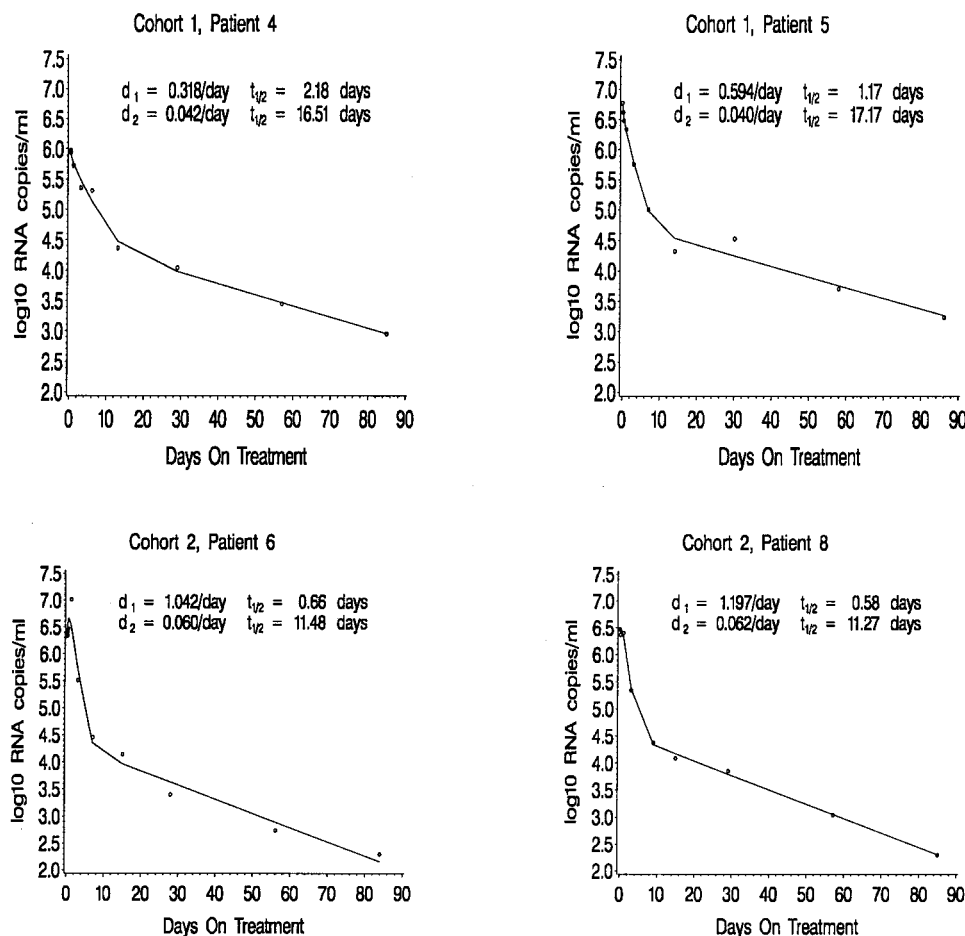 Cohort 1, Patient 4
d1 = 0.318/day t1/2 = 2.18 days
d2 = 0.042/day t1/2 = 16.51 days
log10 RNA copies/ml
7.5
7.0
6.5
6.0
5.5
5.0
4.5
4.0
3.5
3.0
2.5
2.0
0 10 20 30 40 50 60 70 80 90
Days On Treatment
Cohort 1, Patient 5
d1 = 0.594/day t1/2 = 1.17 days
d2 = 0.040/day t1/2 = 17.17 days
log10 RNA copies/ml
7.5
7.0
6.5
6.0
5.5
5.0
4.5
4.0
3.5
3.0
2.5
2.0
0 10 20 30 40 50 60 70 80 90
Days On Treatment
Cohort 2, Patient 6
d1 = 1.042/day t1/2 = 0.66 days
d2 = 0.060/day t1/2 = 11.48 days
log10 RNA copies/ml
7.5
7.0
6.5
6.0
5.5
5.0
4.5
4.0
3.5
3.0
2.5
2.0
0 10 20 30 40 50 60 70 80 90
Days On Treatment
Cohort 2, Patient 8
d1 = 1.197/day t1/2 = 0.58 days
d2 = 0.062/day t1/2 = 11.27 days
log10 RNA copies/ml
7.5
7.0
6.5
6.0
5.5
5.0
4.5
4.0
3.5
3.0
2.5
2.0
0 10 20 30 40 50 60 70 80 90
Days On Treatment